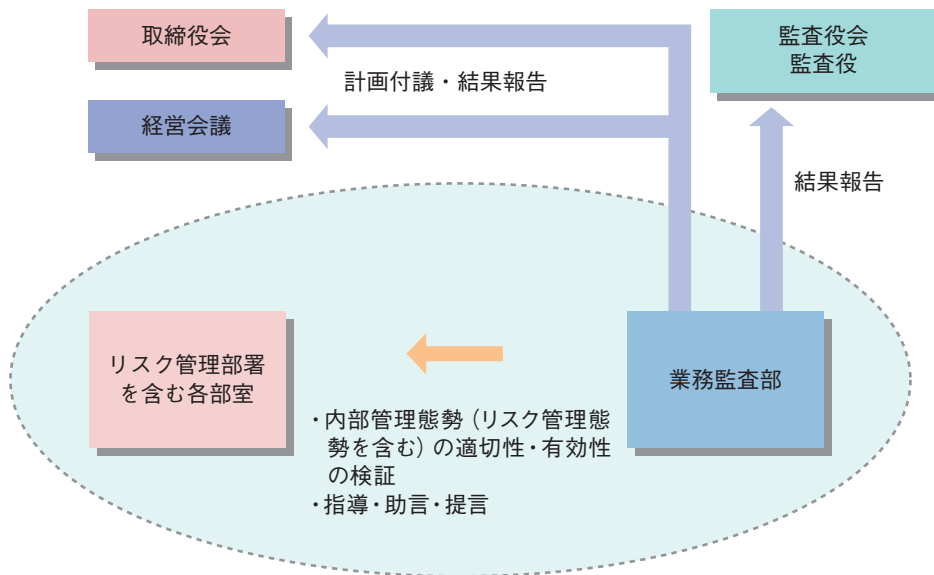 取締役会
監査役会
監査役
計画付議・結果報告
経営会議
結果報告
リスク管理部署
を含む各部室
業務監査部
・内部管理態勢（リスク管理態
勢を含む）の適切性・有効性
の検証
・指導・助言・提言